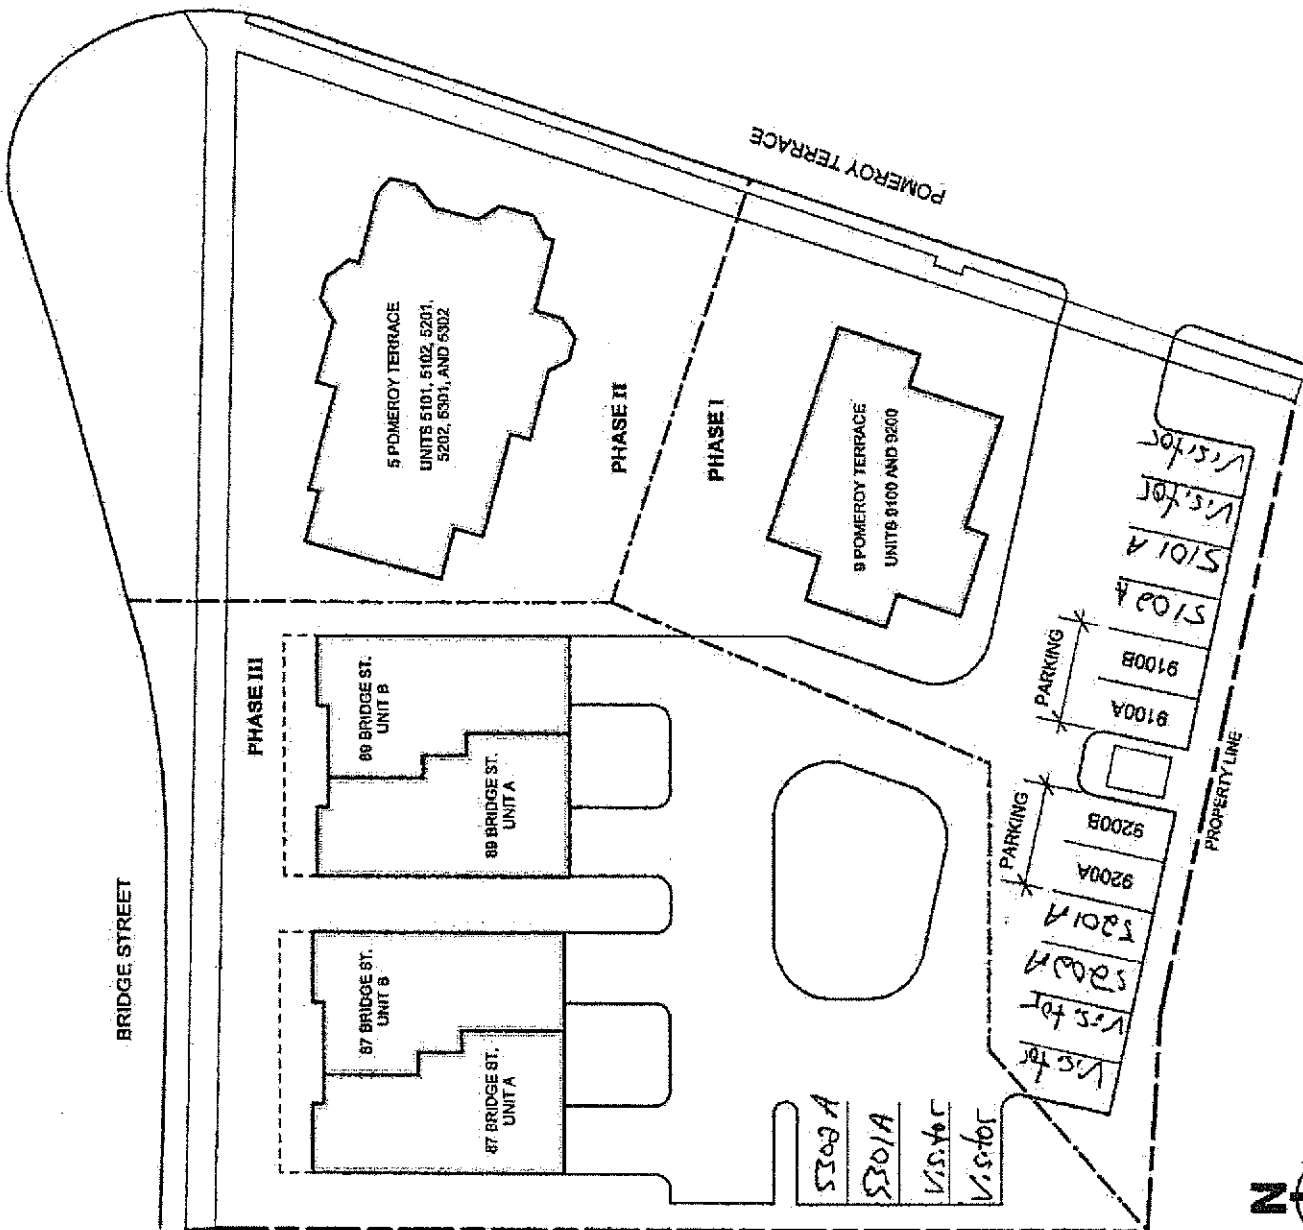 POMEROY TERRACE
5 POMEROY TERRACE
UNITS 5101, 5102, 5201,
5202, 5301, AND 5302
PHASE II
PHASE I
9 POMEROY TERRACE
UNITS 9100 AND 9200
PHASE III
89 BRIDGE ST.
UNIT B
89 BRIDGE ST.
UNIT A
BRIDGE STREET
87 BRIDGE ST.
UNIT B
87 BRIDGE ST.
UNIT A
Visitor
Visitor
5101 A
5102 A
PARKING
9100B
9100A
PROPERTY LINE
PARKING
9200B
9200A
5201 A
5202 A
Visitor
Visitor
5302 A
5301 A
Visitor
Visitor
N